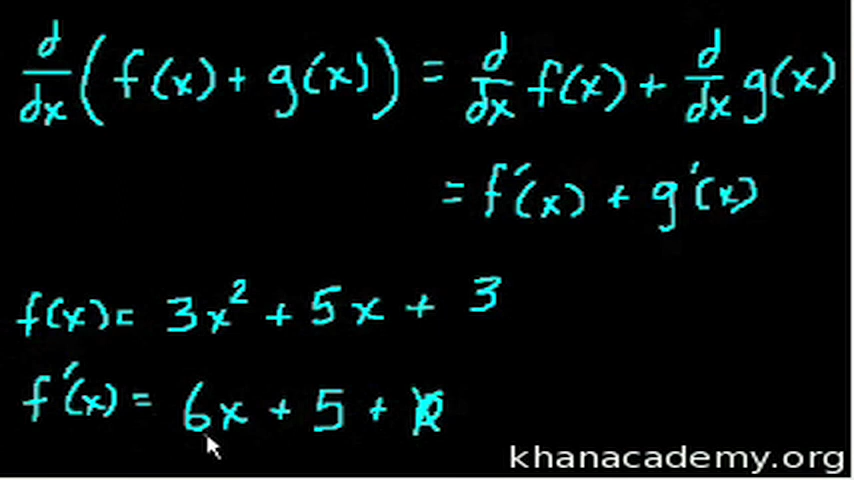 d/dx (f(x) + g(x)) = d/dx f(x) + d/dx g(x)
= f'(x) + g'(x)
f(x) = 3x² + 5x + 3
f'(x) = 6x + 5 +
khanacademy.org